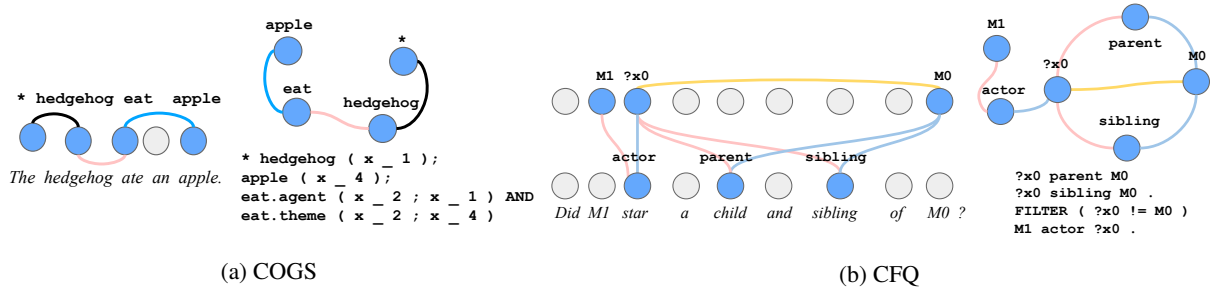 * hedgehog eat apple
The hedgehog ate an apple.
apple
*
eat
hedgehog
* hedgehog ( x _ 1 );
apple ( x _ 4 );
eat.agent ( x _ 2 ; x _ 1 ) AND
eat.theme ( x _ 2 ; x _ 4 )
(a) COGS
M1 ?x0 M0
actor parent sibling
Did M1 star a child and sibling of M0 ?
M1
parent
?x0
M0
actor
sibling
?x0 parent M0
?x0 sibling M0 .
FILTER ( ?x0 != M0 )
M1 actor ?x0 .
(b) CFQ